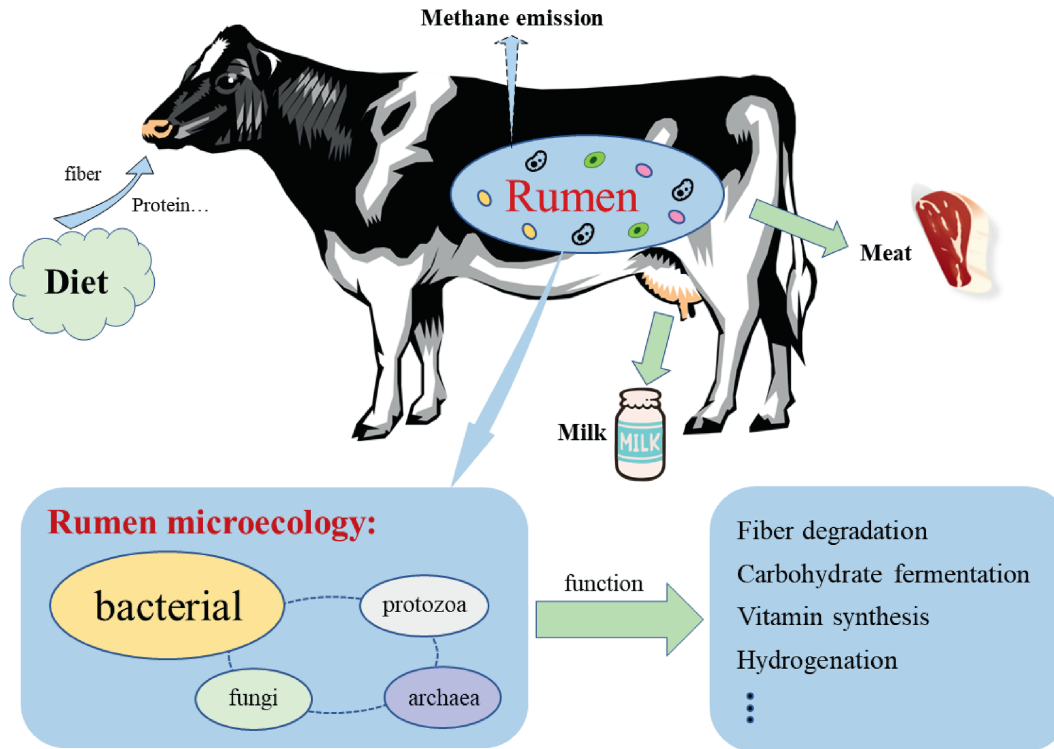 Methane emission
fiber
Protein…
Diet
Rumen
Meat
Milk
MILK
Rumen microecology:
bacterial
protozoa
fungi
archaea
function
Fiber degradation
Carbohydrate fermentation
Vitamin synthesis
Hydrogenation